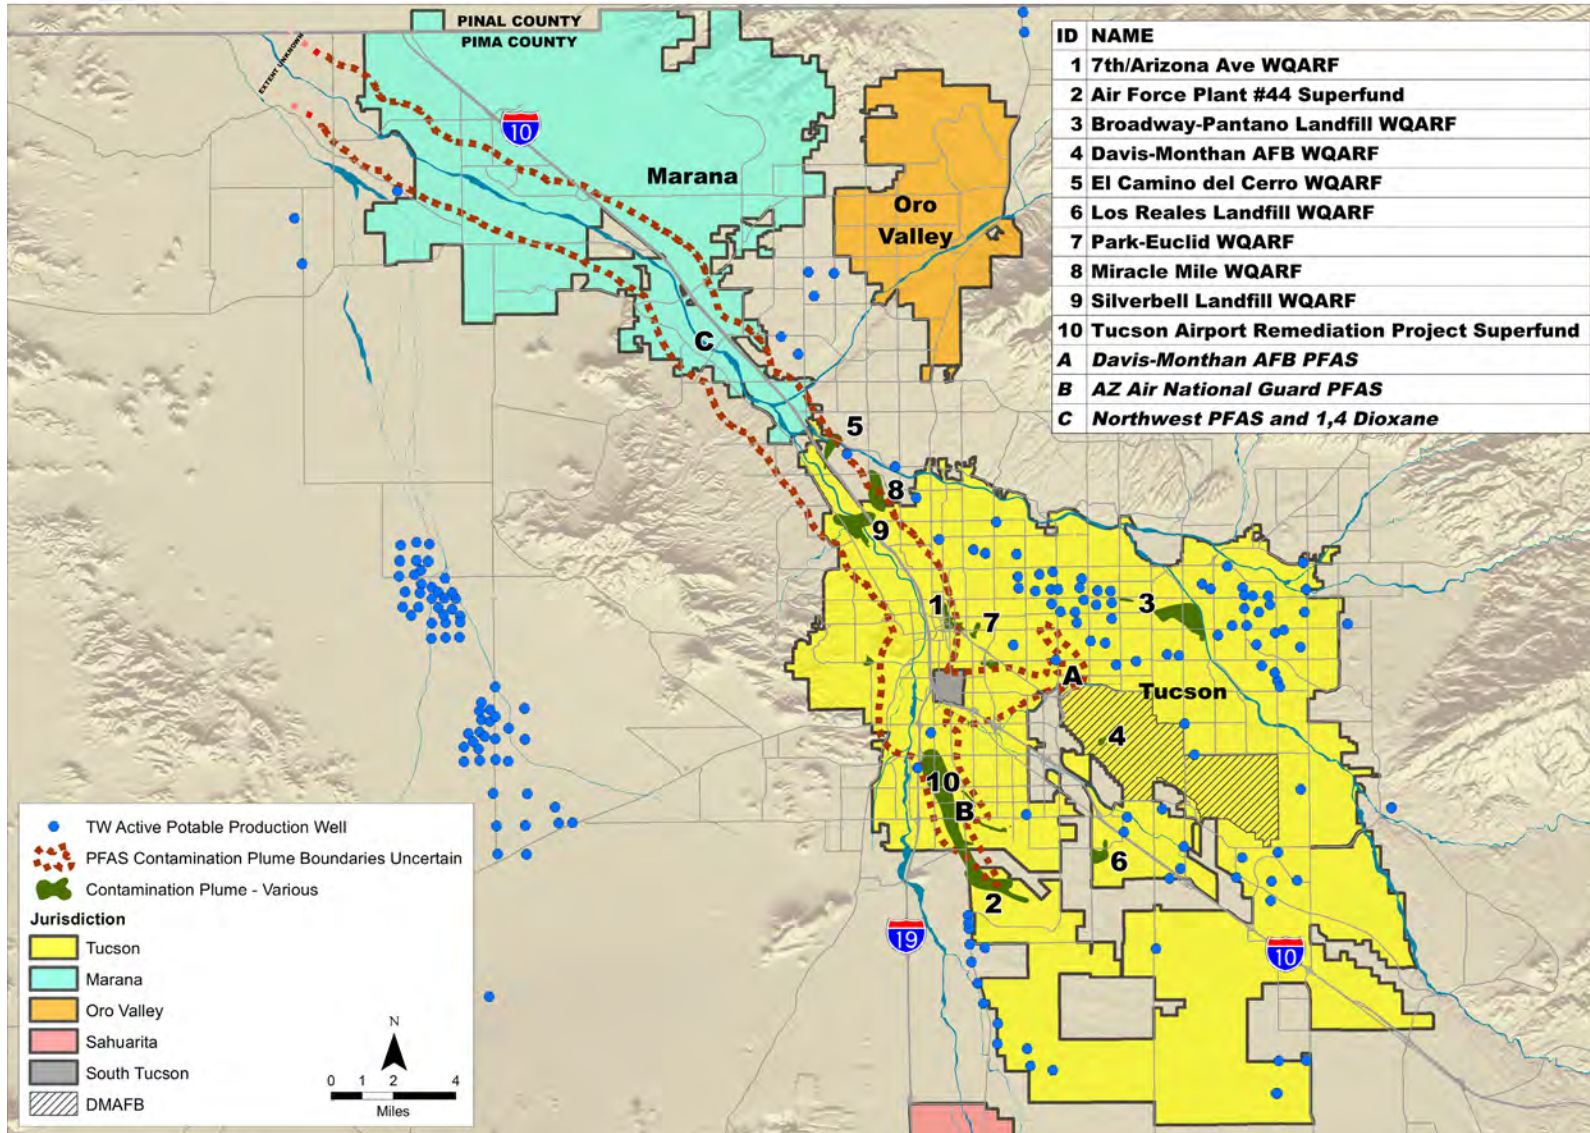 PINAL COUNTY
PIMA COUNTY
EXTENT UNKNOWN
ID NAME
1 7th/Arizona Ave WQARF
2 Air Force Plant #44 Superfund
3 Broadway-Pantano Landfill WQARF
4 Davis-Monthan AFB WQARF
5 El Camino del Cerro WQARF
6 Los Reales Landfill WQARF
7 Park-Euclid WQARF
8 Miracle Mile WQARF
9 Silverbell Landfill WQARF
10 Tucson Airport Remediation Project Superfund
A Davis-Monthan AFB PFAS
B AZ Air National Guard PFAS
C Northwest PFAS and 1,4 Dioxane
10
Marana
Oro
Valley
C
5
8
9
1
7
3
A
Tucson
4
10
B
6
2
19
10
TW Active Potable Production Well
PFAS Contamination Plume Boundaries Uncertain
Contamination Plume - Various
Jurisdiction
Tucson
Marana
Oro Valley
Sahuarita
South Tucson
DMAFB
N
0 1 2 4
Miles